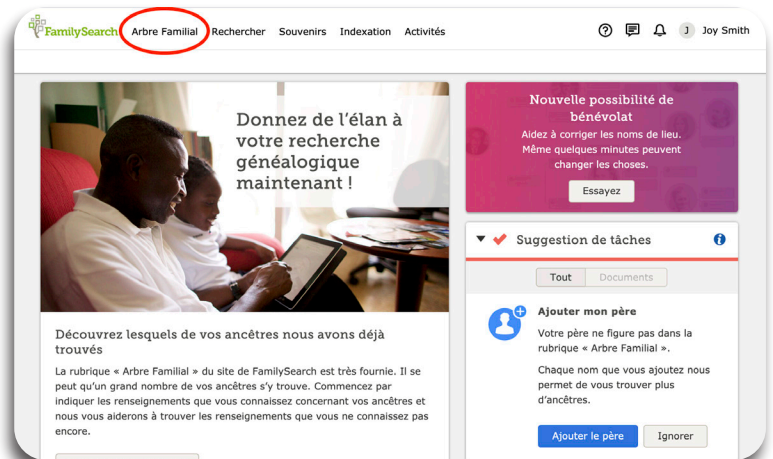 FamilySearch Arbre Familial Rechercher Souvenirs Indexation Activités J Joy Smith
Donnez de l'élan à
votre recherche
généalogique
maintenant !
Découvrez lesquels de vos ancêtres nous avons déjà
trouvés
La rubrique « Arbre Familial » du site de FamilySearch est très fournie. Il se
peut qu'un grand nombre de vos ancêtres s'y trouve. Commencez par
indiquer les renseignements que vous connaissez concernant vos ancêtres et
nous vous aiderons à trouver les renseignements que vous ne connaissez pas
encore.
Nouvelle possibilité de
bénévolat
Aidez à corriger les noms de lieu.
Même quelques minutes peuvent
changer les choses.
Essayez
Suggestion de tâches
Tout Documents
Ajouter mon père
Votre père ne figure pas dans la
rubrique « Arbre Familial ».
Chaque nom que vous ajoutez nous
permet de vous trouver plus
d'ancêtres.
Ajouter le père Ignorer